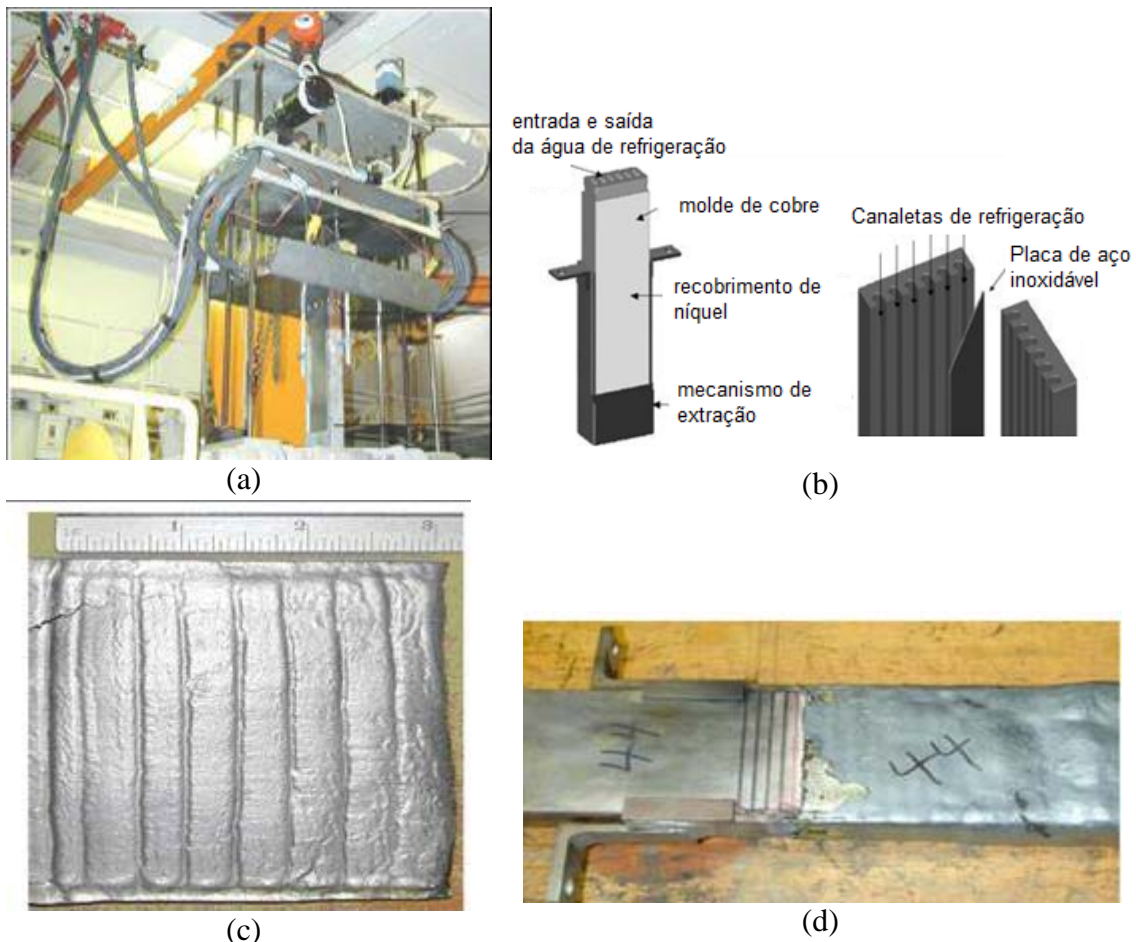 (a)
entrada e saída
da água de refrigeração
molde de cobre
recobrimento de
níquel
mecanismo de
extração
Canaletas de refrigeração
Placa de aço
inoxidável
(b)
1 2 3
(c)
44
44
(d)